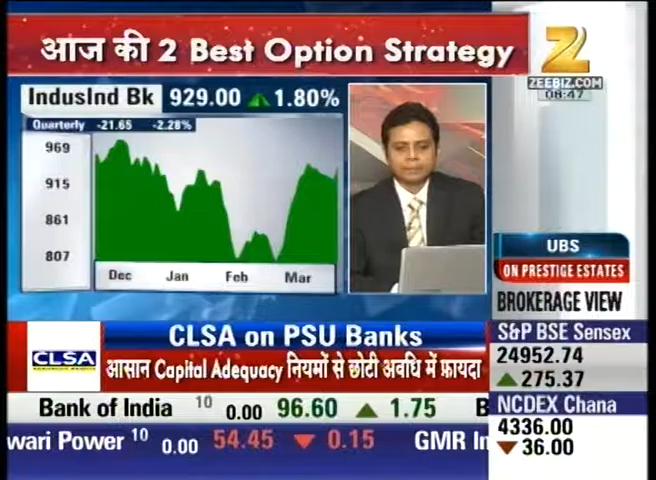 आज की 2 Best Option Strategy
Z
ZEEBIZ.COM
08:47
IndusInd Bk 929.00 ▲ 1.80%
Quarterly -21.65 -2.28%
969
915
861
807
Dec Jan Feb Mar
UBS
ON PRESTIGE ESTATES
BROKERAGE VIEW
CLSA
CLSA on PSU Banks
आसान Capital Adequacy नियमों से छोटी अवधि में फ़ायदा
S&P BSE Sensex
24952.74
▲ 275.37
NCDEX Chana
4336.00
▼ 36.00
Bank of India 10 0.00 96.60 ▲ 1.75 B
wari Power 10 0.00 54.45 ▼ 0.15 GMR In